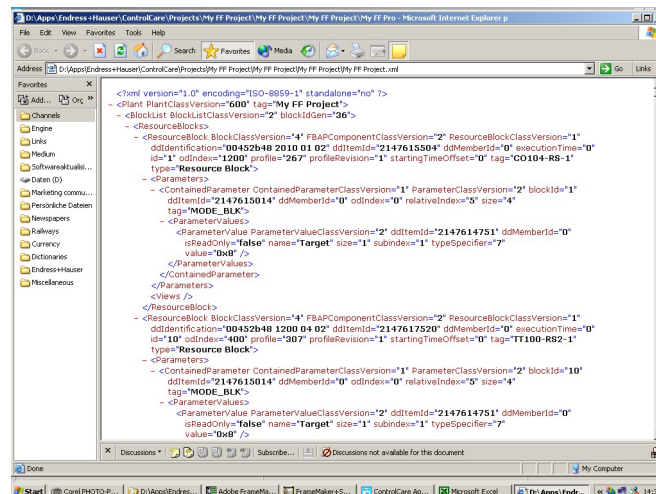 D:\Apps\Endress+Hauser\ControlCare\Projects\My FF Project\My FF Project\My FF Project\My FF Pro - Microsoft Internet Explorer p
File Edit View Favorites Tools Help
Back Search Favorites Media
Address D:\Apps\Endress+Hauser\ControlCare\Projects\My FF Project\My FF Project\My FF Project\My FF Project.xml Go Links
Favorites
Add... Org
Channels
Engine
Links
Medium
Softwareaktualisi...
Daten (D)
Marketing commu...
Persönliche Dateien
Newspapers
Railways
Currency
Dictionaries
Endress+Hauser
Miscellaneous
<?xml version="1.0" encoding="ISO-8859-1" standalone="no" ?>
- <Plant PlantClassVersion="600" tag="My FF Project">
- <BlockList BlockListClassVersion="2" blockIdGen="36">
- <ResourceBlocks>
- <ResourceBlock BlockClassVersion="4" FBAPComponentClassVersion="2" ResourceBlockClassVersion="1"
ddIdentification="00452b48 2010 01 02" ddItemId="2147615504" ddMemberId="0" executionTime="0"
id="1" odIndex="1200" profile="267" profileRevision="1" startingTimeOffset="0" tag="CO104-RS-1"
type="Resource Block">
- <Parameters>
- <ContainedParameter ContainedParameterClassVersion="1" ParameterClassVersion="2" blockId="1"
ddItemId="2147615014" ddMemberId="0" odIndex="0" relativeIndex="5" size="4"
tag="MODE_BLK">
- <ParameterValues>
<ParameterValue ParameterValueClassVersion="2" ddItemId="2147614751" ddMemberId="0"
isReadOnly="false" name="Target" size="1" subindex="1" typeSpecifier="7"
value="0x8" />
</ParameterValues>
</ContainedParameter>
</Parameters>
<Views />
</ResourceBlock>
- <ResourceBlock BlockClassVersion="4" FBAPComponentClassVersion="2" ResourceBlockClassVersion="1"
ddIdentification="00452b48 1200 04 02" ddItemId="2147617520" ddMemberId="0" executionTime="0"
id="10" odIndex="400" profile="307" profileRevision="1" startingTimeOffset="0" tag="TT100-RS2-1"
type="Resource Block">
- <Parameters>
- <ContainedParameter ContainedParameterClassVersion="1" ParameterClassVersion="2" blockId="10"
ddItemId="2147615014" ddMemberId="0" odIndex="0" relativeIndex="5" size="4"
tag="MODE_BLK">
- <ParameterValues>
<ParameterValue ParameterValueClassVersion="2" ddItemId="2147614751" ddMemberId="0"
isReadOnly="false" name="Target" size="1" subindex="1" typeSpecifier="7"
value="0x8" />
Discussions Subscribe... Discussions not available for this document
Done My Computer
Start Corel PHOTO-P... D:\Apps\Endres... Adobe FrameMa... FrameMaker+S... ControlCare Ap... Microsoft Excel D:\Apps\Endr...